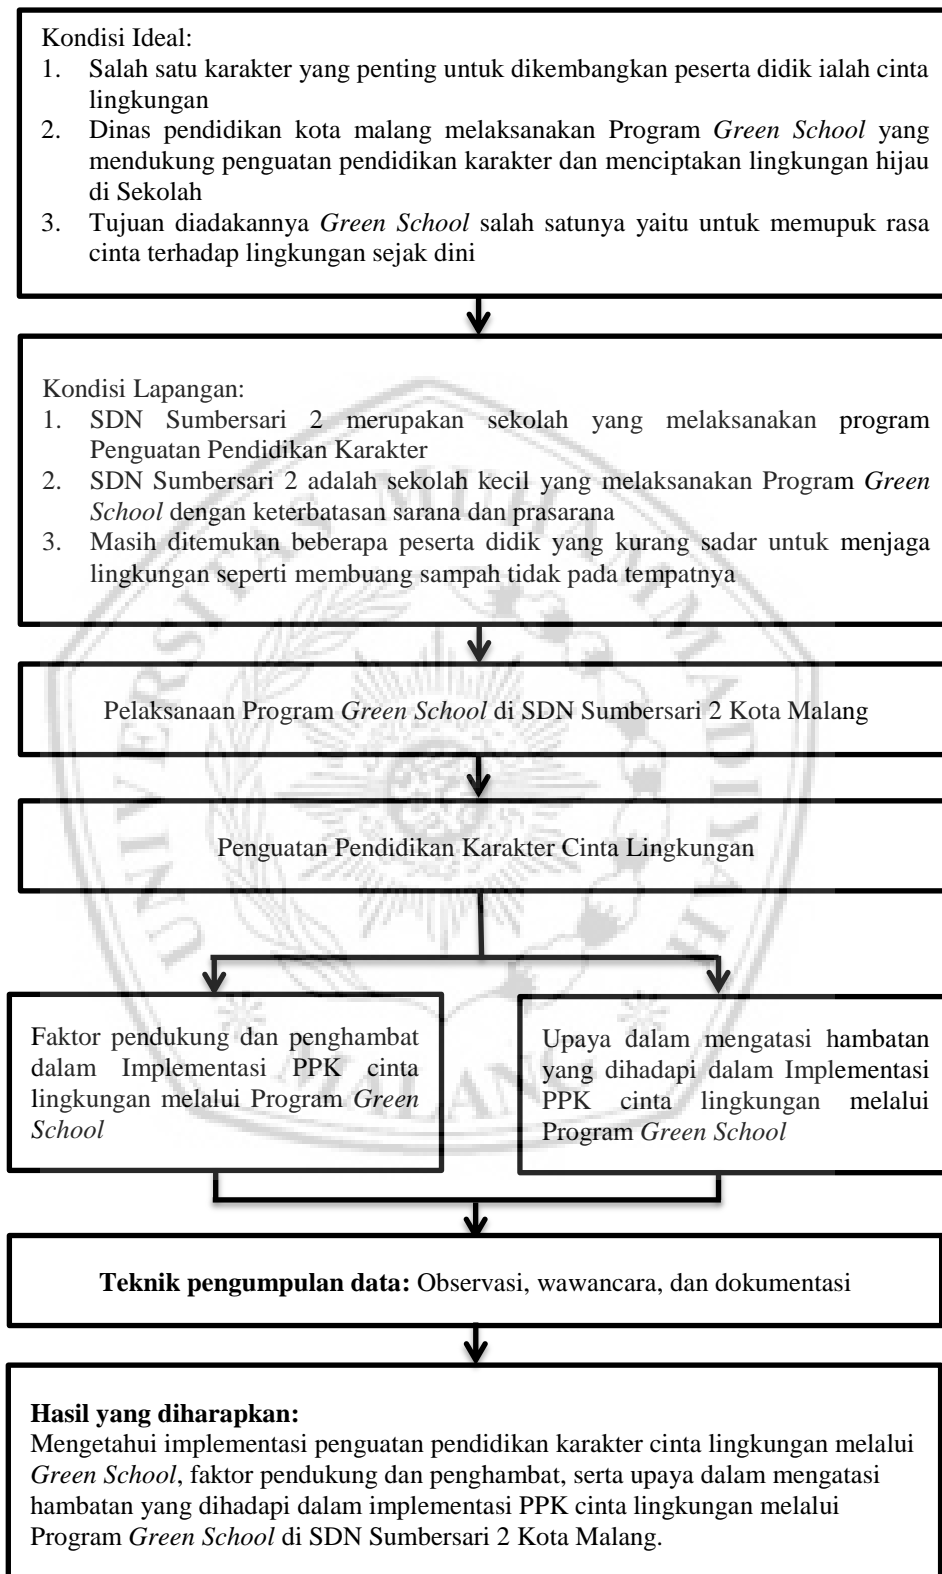 Kondisi Ideal:
1. Salah satu karakter yang penting untuk dikembangkan peserta didik ialah cinta
lingkungan
2. Dinas pendidikan kota malang melaksanakan Program Green School yang
mendukung penguatan pendidikan karakter dan menciptakan lingkungan hijau
di Sekolah
3. Tujuan diadakannya Green School salah satunya yaitu untuk memupuk rasa
cinta terhadap lingkungan sejak dini
Kondisi Lapangan:
1. SDN Sumbersari 2 merupakan sekolah yang melaksanakan program
Penguatan Pendidikan Karakter
2. SDN Sumbersari 2 adalah sekolah kecil yang melaksanakan Program Green
School dengan keterbatasan sarana dan prasarana
3. Masih ditemukan beberapa peserta didik yang kurang sadar untuk menjaga
lingkungan seperti membuang sampah tidak pada tempatnya
Pelaksanaan Program Green School di SDN Sumbersari 2 Kota Malang
Penguatan Pendidikan Karakter Cinta Lingkungan
Faktor pendukung dan penghambat
dalam Implementasi PPK cinta
lingkungan melalui Program Green
School
Upaya dalam mengatasi hambatan
yang dihadapi dalam Implementasi
PPK cinta lingkungan melalui
Program Green School
Teknik pengumpulan data: Observasi, wawancara, dan dokumentasi
Hasil yang diharapkan:
Mengetahui implementasi penguatan pendidikan karakter cinta lingkungan melalui
Green School, faktor pendukung dan penghambat, serta upaya dalam mengatasi
hambatan yang dihadapi dalam implementasi PPK cinta lingkungan melalui
Program Green School di SDN Sumbersari 2 Kota Malang.
UNIVERSITAS MUHAMMADIYAH
MALANG